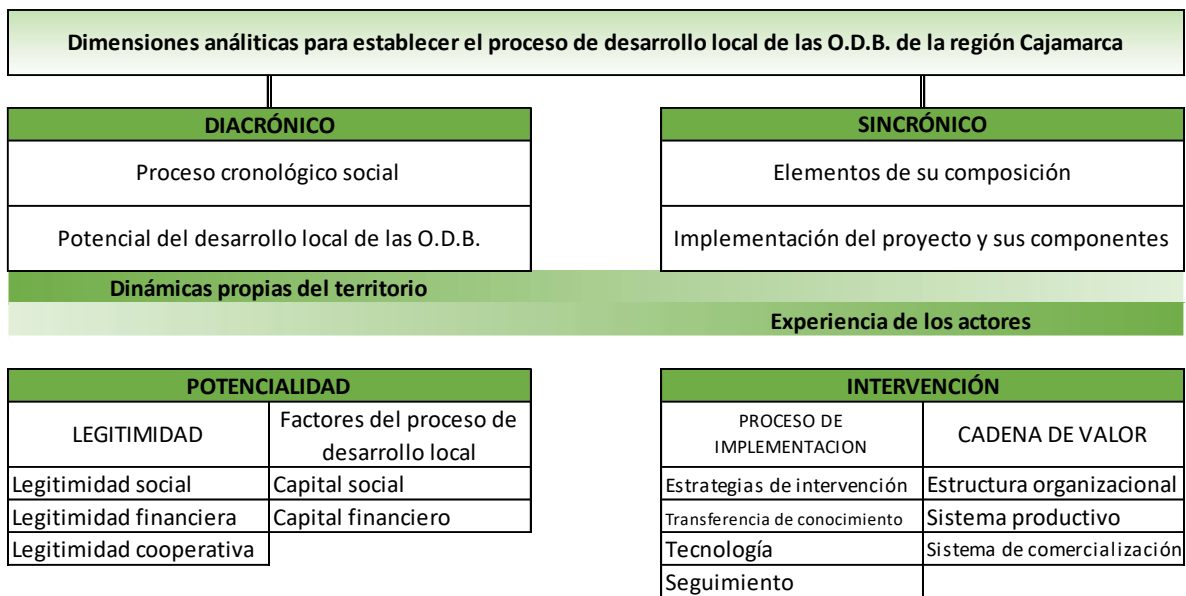 Dimensiones análiticas para establecer el proceso de desarrollo local de las O.D.B. de la región Cajamarca
DIACRÓNICO
Proceso cronológico social
Potencial del desarrollo local de las O.D.B.
SINCRÓNICO
Elementos de su composición
Implementación del proyecto y sus componentes
Dinámicas propias del territorio
Experiencia de los actores
POTENCIALIDAD
LEGITIMIDAD
Factores del proceso de
desarrollo local
Legitimidad social
Capital social
Legitimidad financiera
Capital financiero
Legitimidad cooperativa
INTERVENCIÓN
PROCESO DE
IMPLEMENTACION
CADENA DE VALOR
Estrategias de intervención
Estructura organizacional
Transferencia de conocimiento
Sistema productivo
Tecnología
Sistema de comercialización
Seguimiento